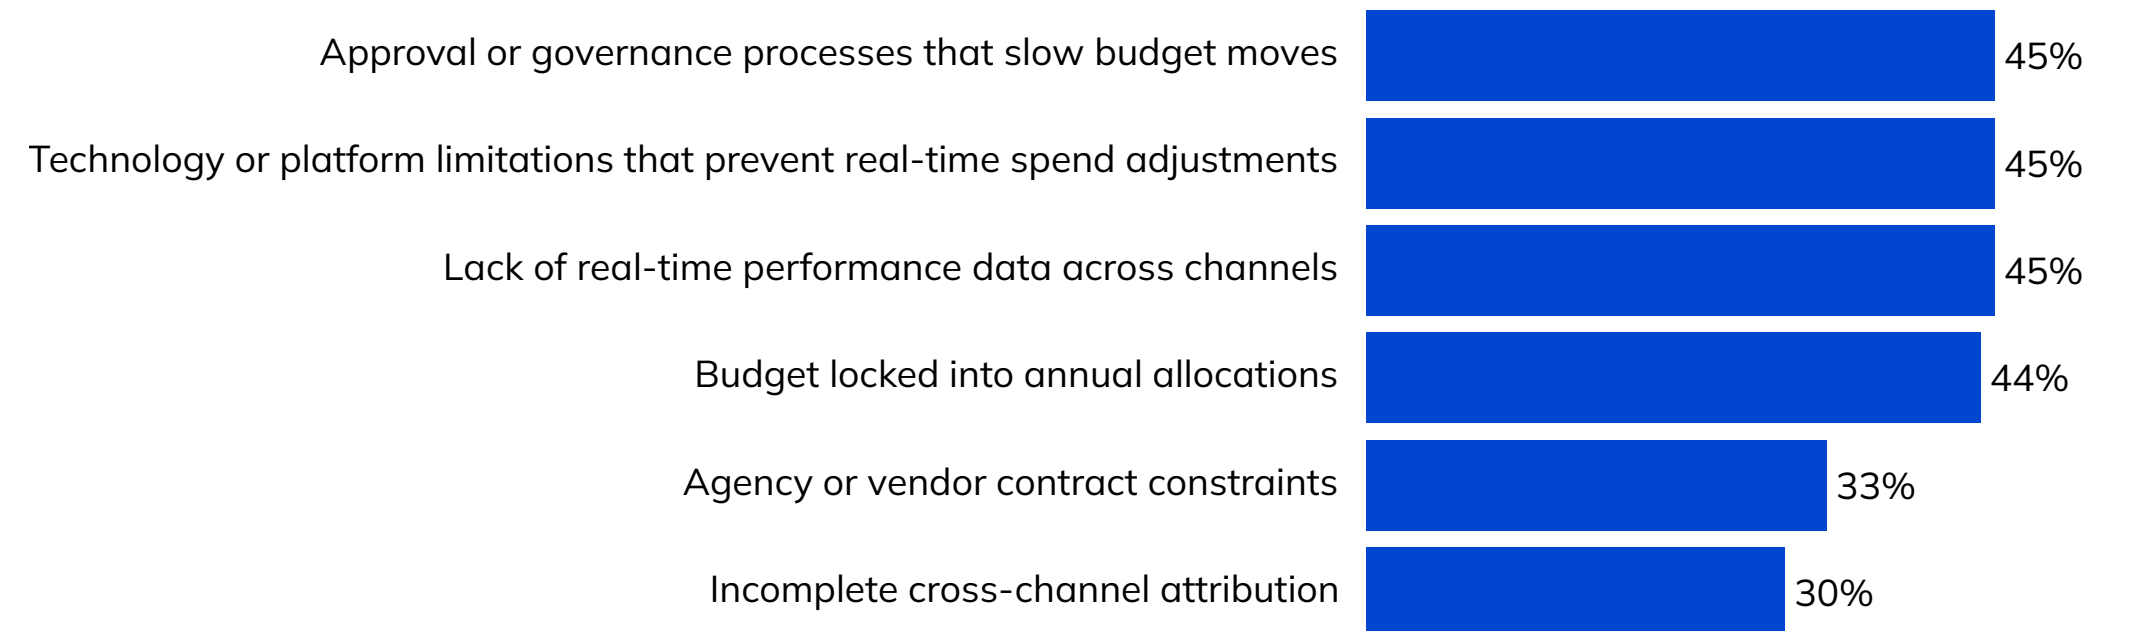 Approval or governance processes that slow budget moves 45%
Technology or platform limitations that prevent real-time spend adjustments 45%
Lack of real-time performance data across channels 45%
Budget locked into annual allocations 44%
Agency or vendor contract constraints 33%
Incomplete cross-channel attribution 30%